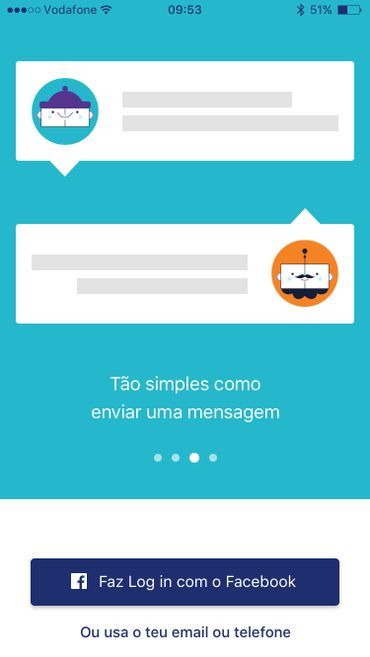 Vodafone 09:53 51%
Tão simples como
enviar uma mensagem
Faz Log in com o Facebook
Ou usa o teu email ou telefone